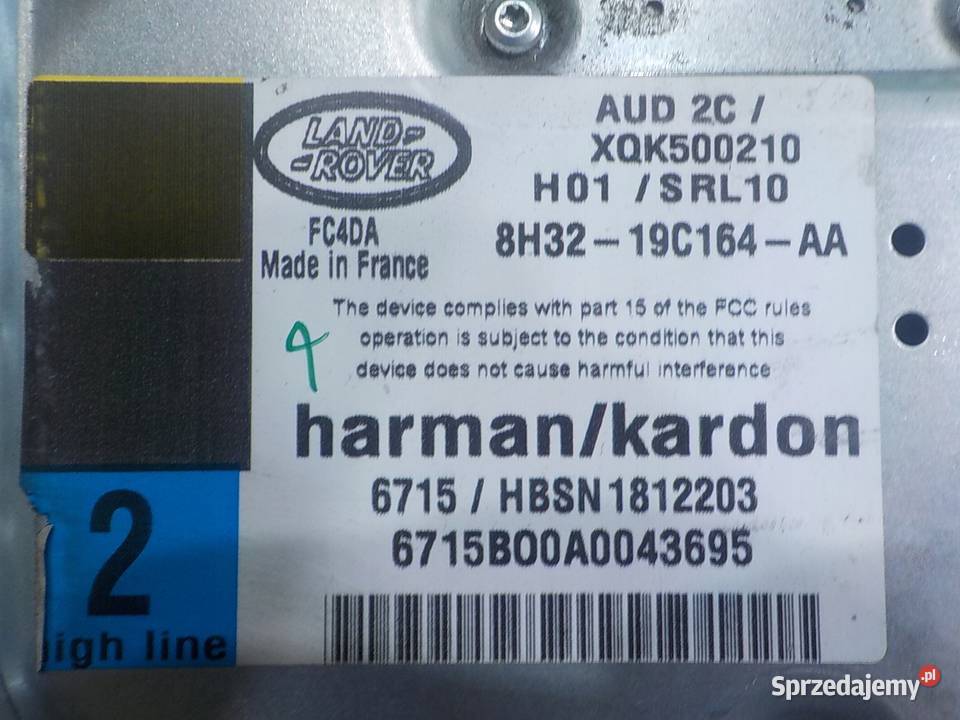 LAND-
-ROVER
FC4DA
Made in France
AUD 2C /
XQK500210
H01 / SRL10
8H32-19C164-AA
The device complies with part 15 of the FCC rules
operation is subject to the condition that this
device does not cause harmful interference
harman/kardon
6715 / HBSN1812203
6715B00A0043695
2
high line
Sprzedajemy.pl